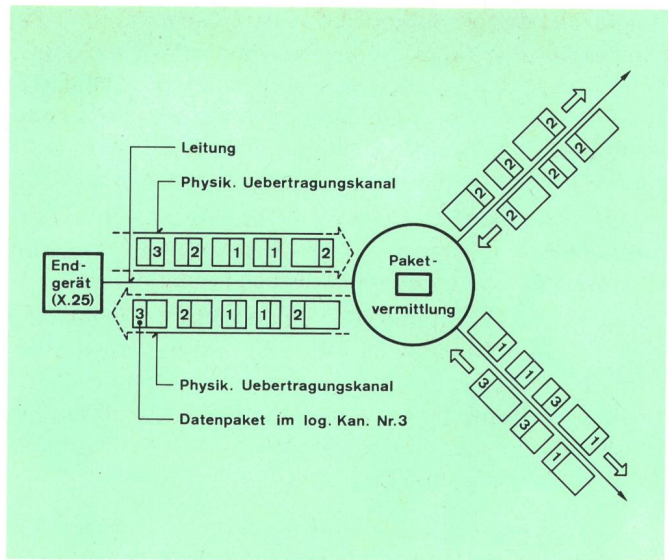 Leitung
Physik. Uebertragungskanal
3 2 1 1 2
End-
gerät
(X.25)
Paket-
vermittlung
3 2 1 1 2
Physik. Uebertragungskanal
Datenpaket im log. Kan. Nr.3
2 2 2
2 2 2
1 1 3 1
3 3 1